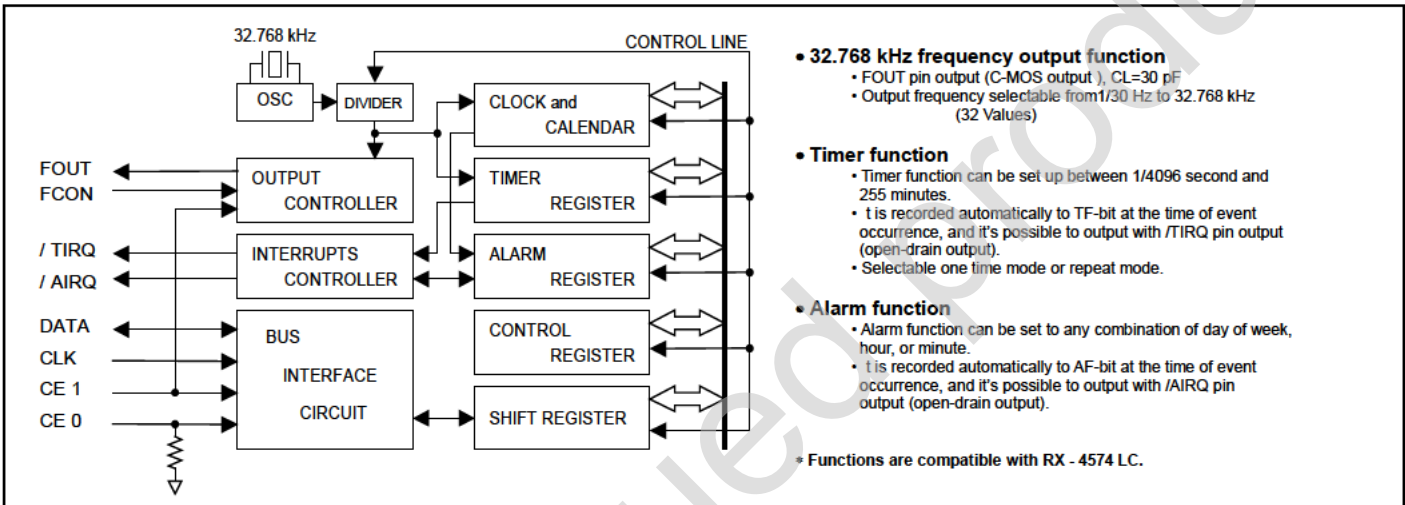 32.768 kHz
CONTROL LINE
OSC
DIVIDER
CLOCK and
CALENDAR
FOUT
FCON
OUTPUT
CONTROLLER
TIMER
REGISTER
/ TIRQ
/ AIRQ
INTERRUPTS
CONTROLLER
ALARM
REGISTER
DATA
CLK
CE 1
CE 0
BUS
INTERFACE
CIRCUIT
CONTROL
REGISTER
SHIFT REGISTER
• 32.768 kHz frequency output function
• FOUT pin output (C-MOS output ), CL=30 pF
• Output frequency selectable from1/30 Hz to 32.768 kHz
(32 Values)
• Timer function
• Timer function can be set up between 1/4096 second and
255 minutes.
• t is recorded automatically to TF-bit at the time of event
occurrence, and it's possible to output with /TIRQ pin output
(open-drain output).
• Selectable one time mode or repeat mode.
• Alarm function
• Alarm function can be set to any combination of day of week,
hour, or minute.
• t is recorded automatically to AF-bit at the time of event
occurrence, and it's possible to output with /AIRQ pin
output (open-drain output).
* Functions are compatible with RX - 4574 LC.
ued produ